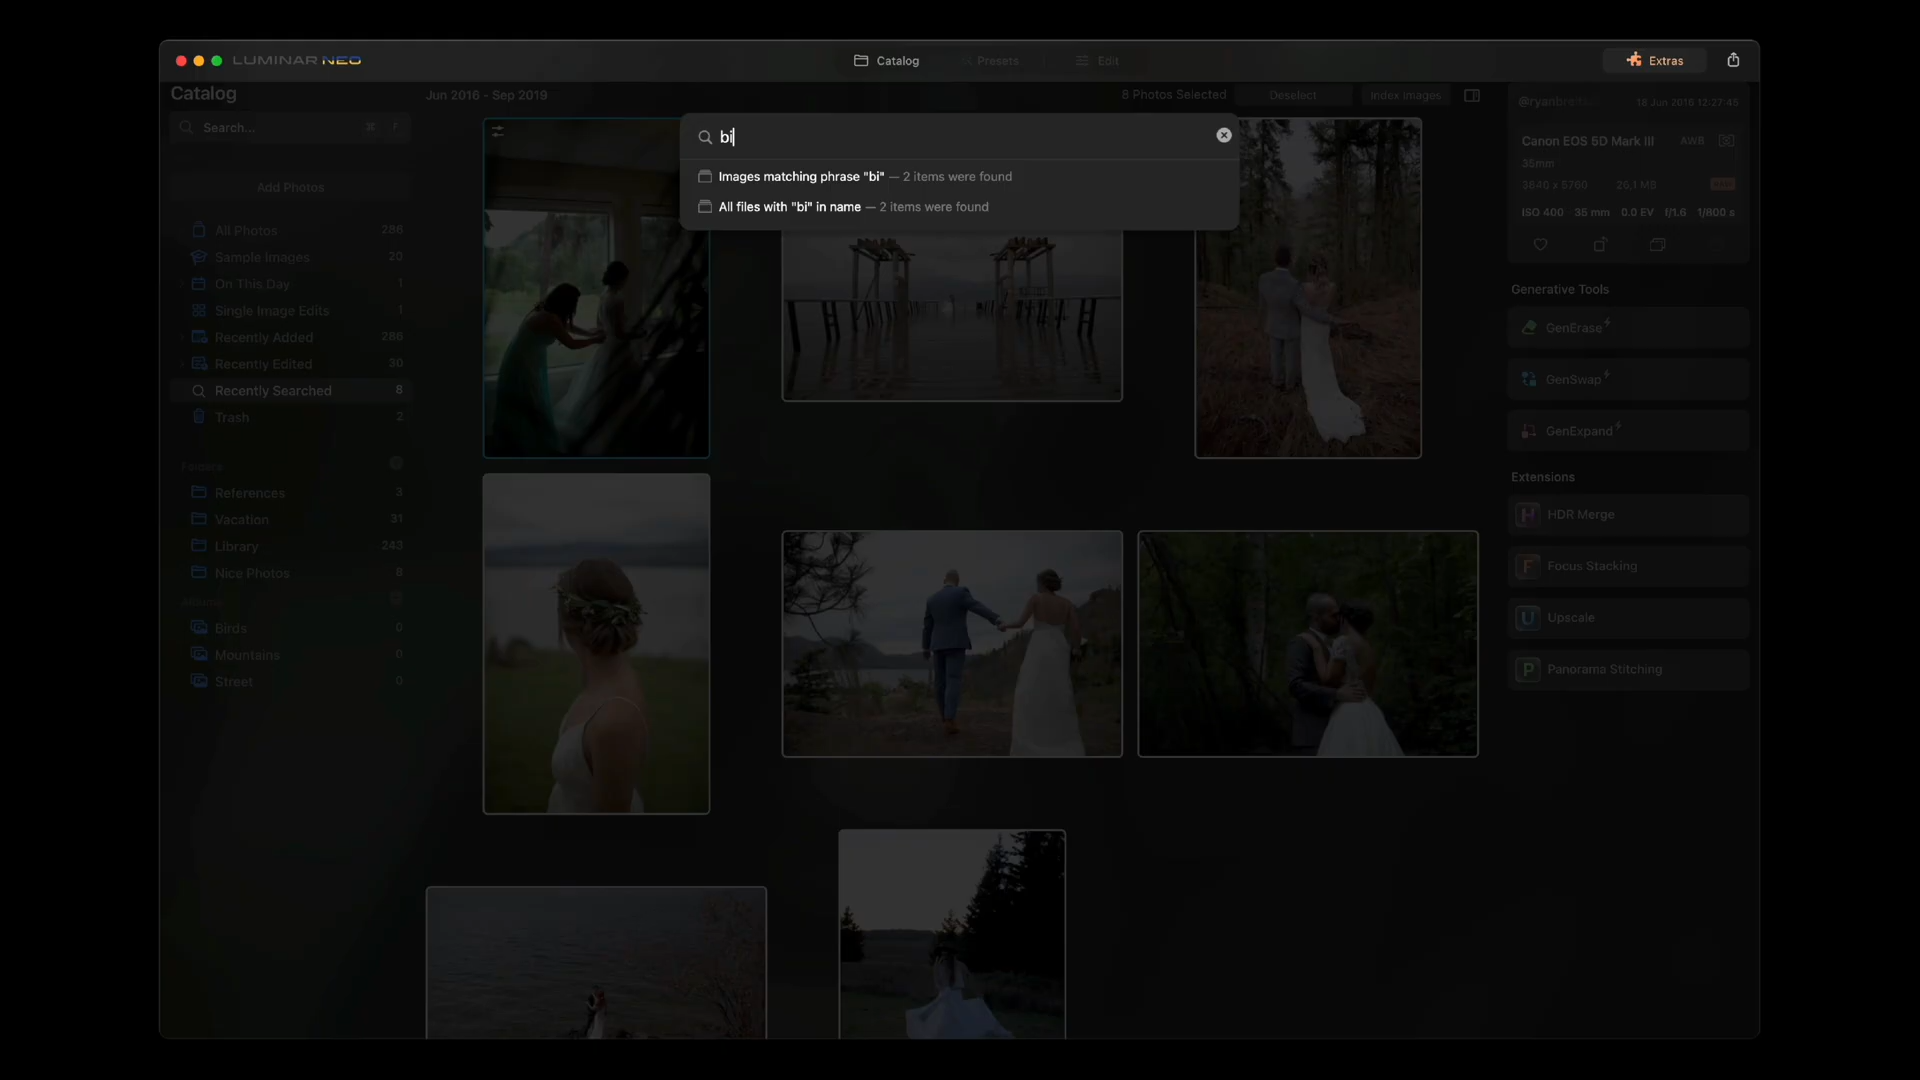 LUMINAR NEO
Catalog
Presets
Edit
Extras
Catalog
Search...
⌘ F
Add Photos
All Photos 286
Sample Images 20
On This Day 1
Single Image Edits 1
Recently Added 286
Recently Edited 30
Recently Searched 8
Trash 2
Folders
References 3
Vacation 31
Library 243
Nice Photos 8
Albums
Birds 0
Mountains 0
Street 0
Jun 2016 - Sep 2019
8 Photos Selected
Deselect
Index images
bi
Images matching phrase "bi" — 2 items were found
All files with "bi" in name — 2 items were found
18 Jun 2016 12:27:45
Canon EOS 5D Mark III AWB
35mm
3840 x 5760 26,1 MB
ISO 400 35 mm 0.0 EV f/1.6 1/800 s
Generative Tools
GenErase
GenSwap
GenExpand
Extensions
H HDR Merge
F Focus Stacking
U Upscale
P Panorama Stitching